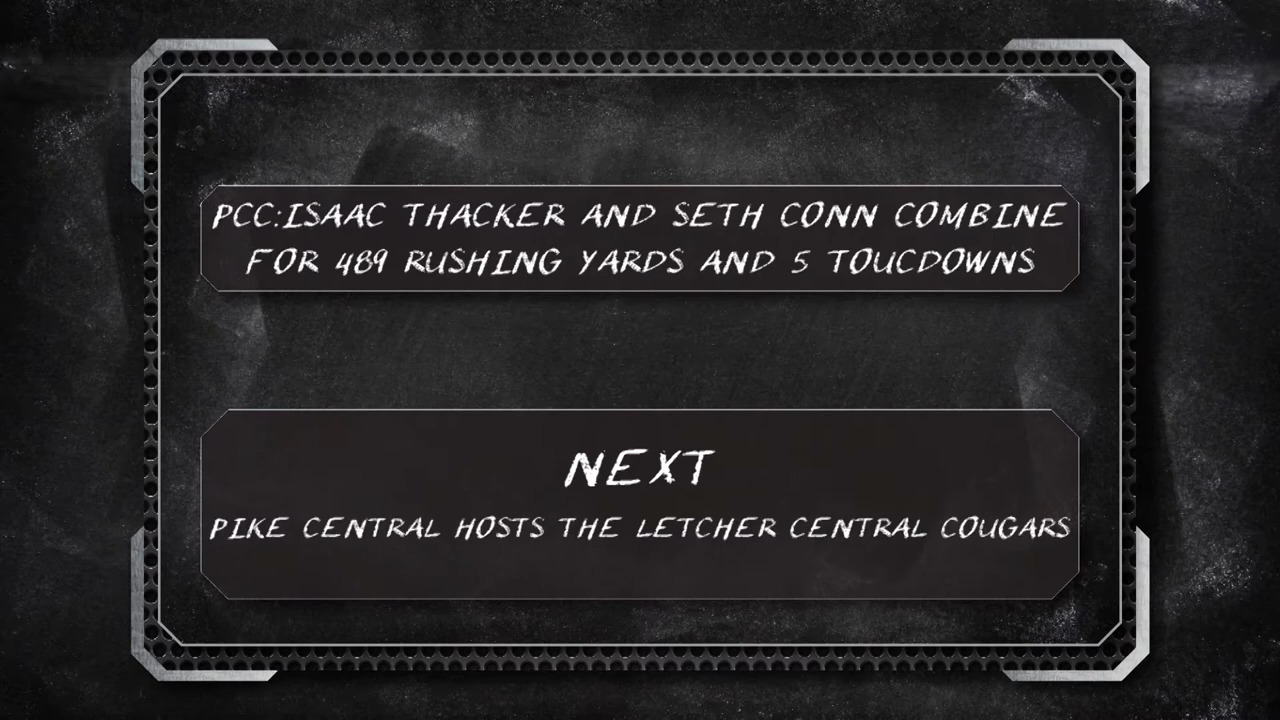 PCC:ISAAC THACKER AND SETH CONN COMBINE
FOR 489 RUSHING YARDS AND 5 TOUCDOWNS
NEXT
PIKE CENTRAL HOSTS THE LETCHER CENTRAL COUGARS